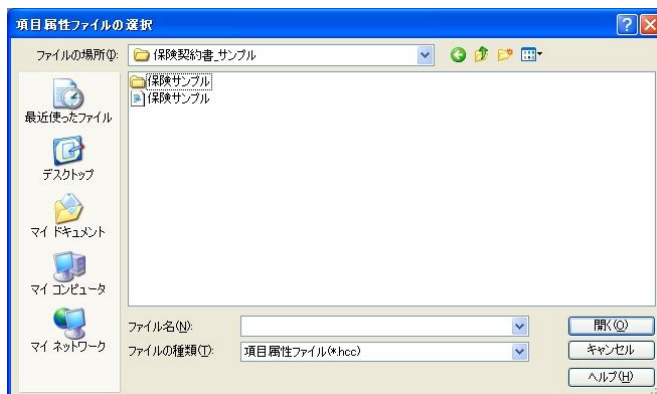 項目属性ファイルの選択
ファイルの場所(I):
保険契約書_サンプル
保険サンプル
保険サンプル
最近使ったファイル
デスクトップ
マイ ドキュメント
マイ コンピュータ
マイ ネットワーク
ファイル名(N):
開く(O)
ファイルの種類(T):
項目属性ファイル(*.hcc)
キャンセル
ヘルプ(H)